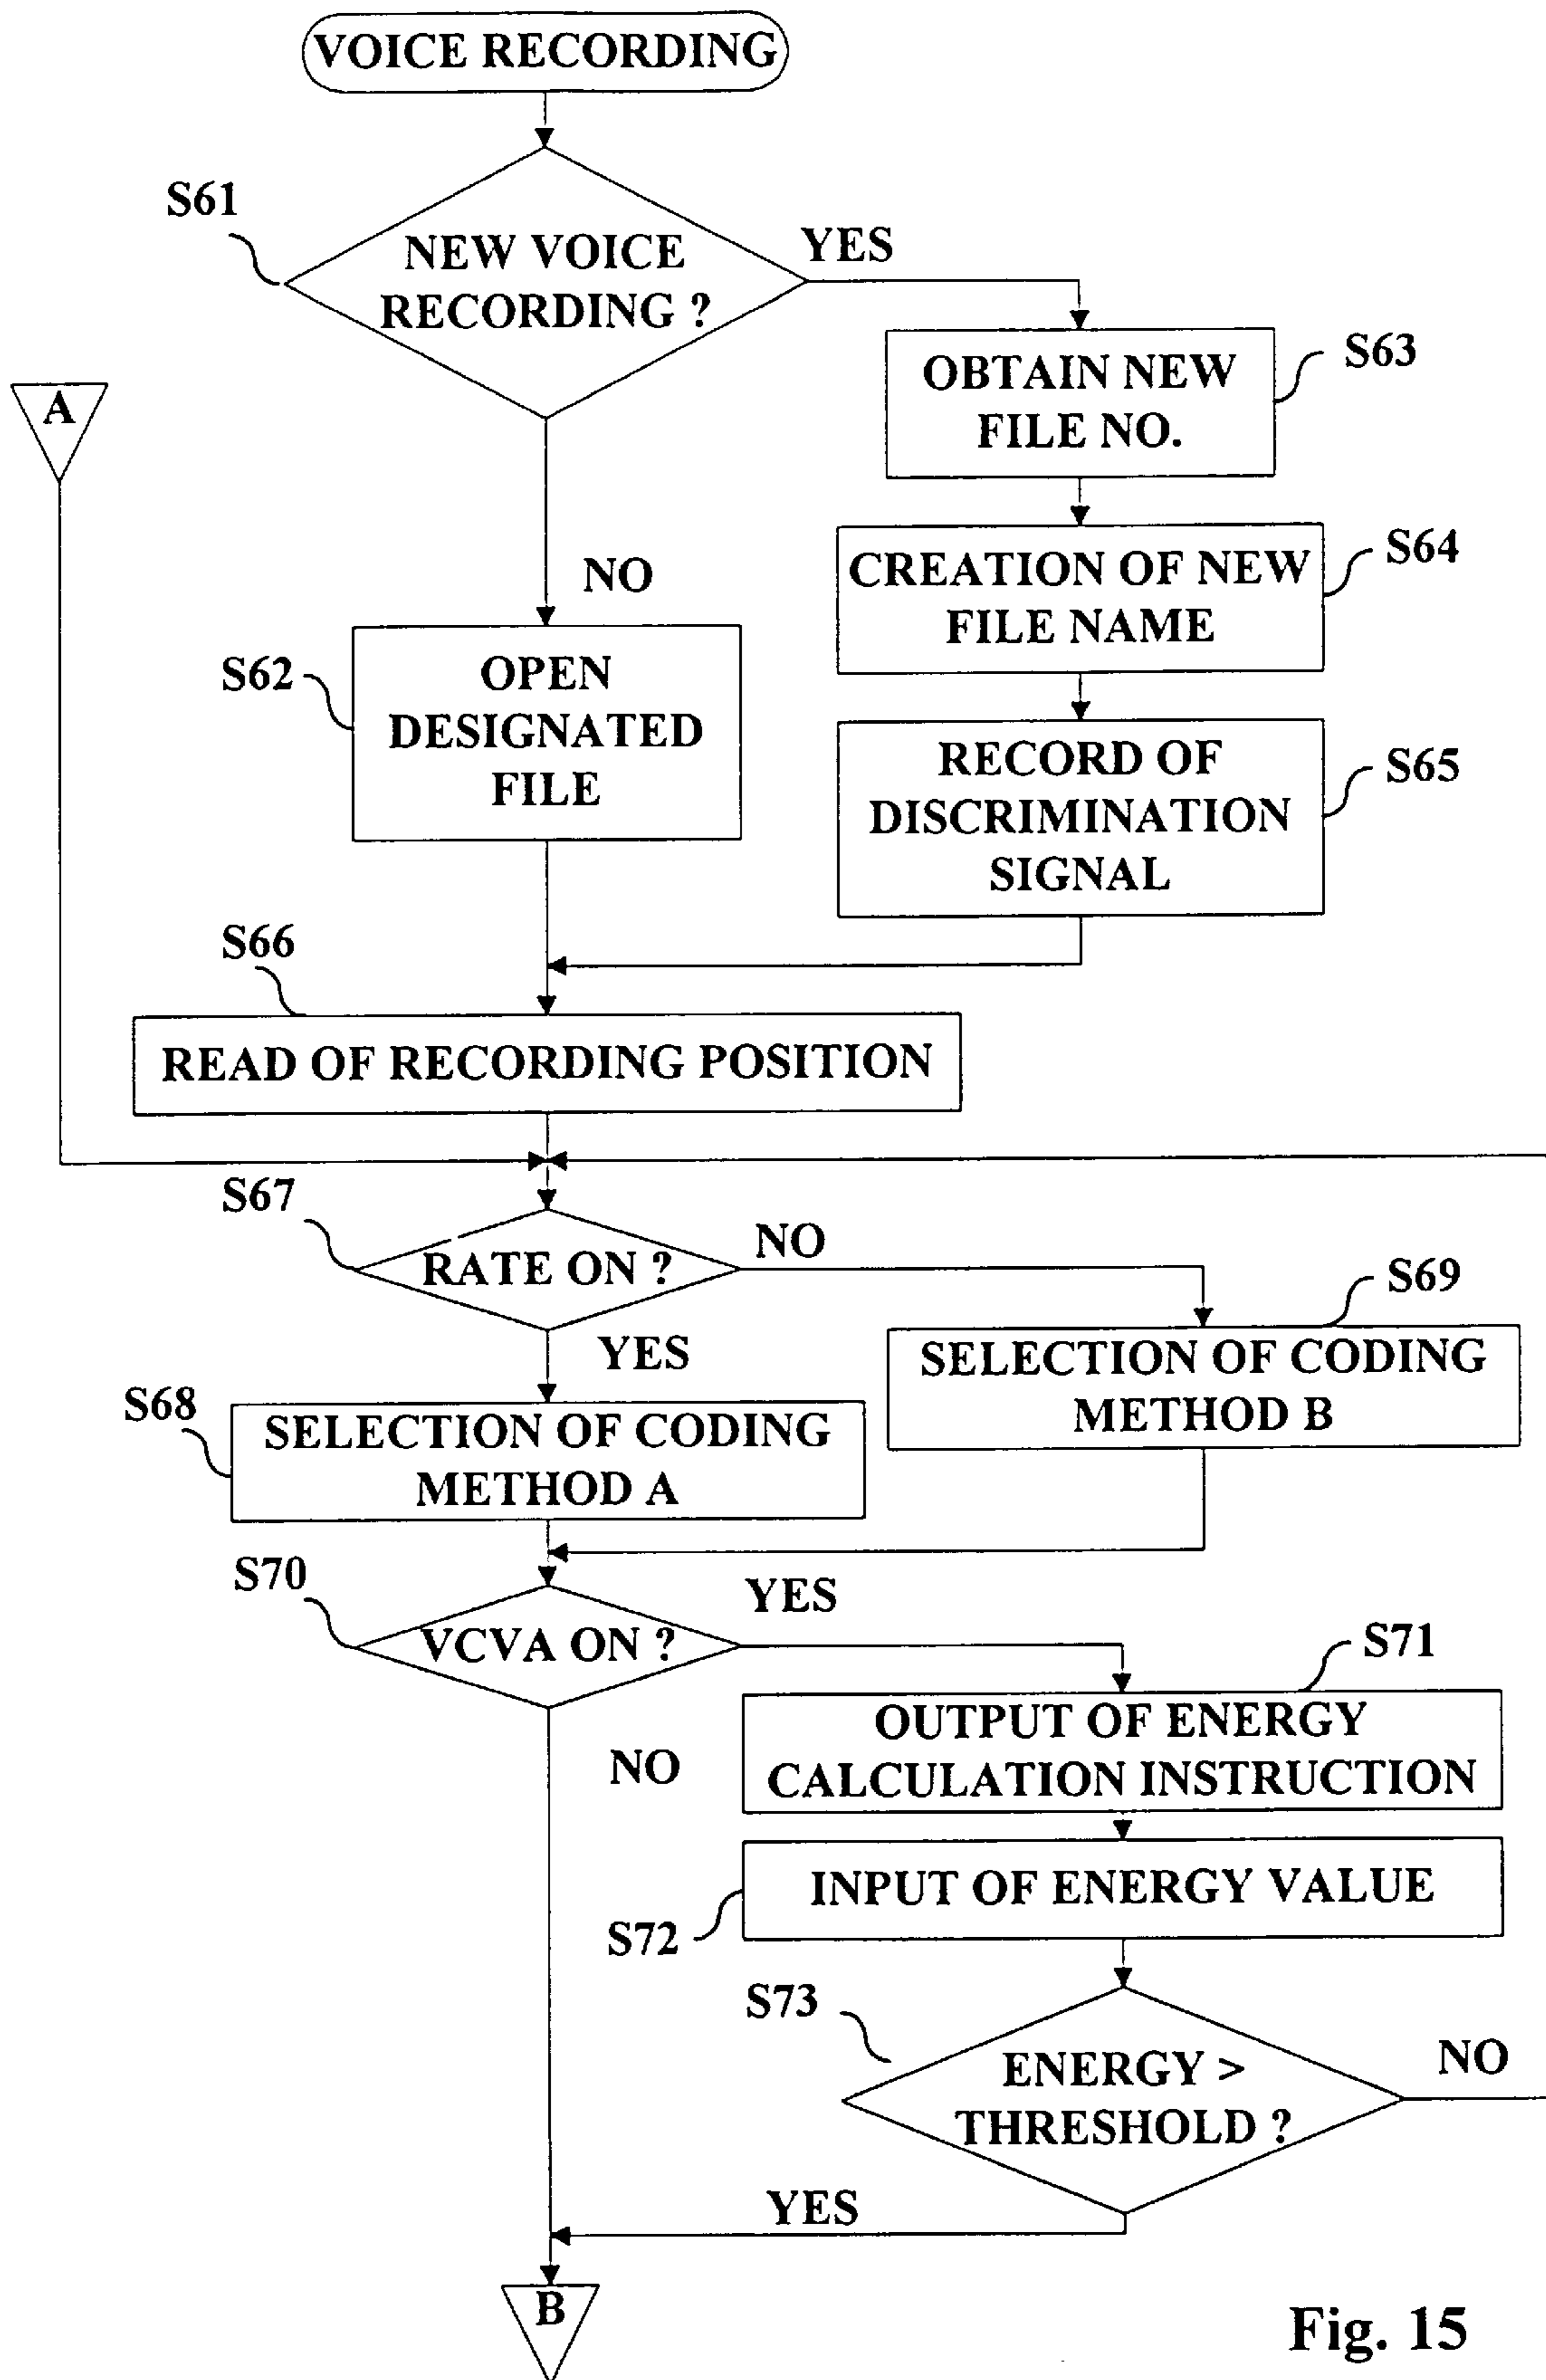 VOICE RECORDING
S61
NEW VOICE
RECORDING ?
YES
A
OBTAIN NEW
FILE NO.
S63
CREATION OF NEW
FILE NAME
S64
NO
S62
OPEN
DESIGNATED
FILE
RECORD OF
DISCRIMINATION
SIGNAL
S65
S66
READ OF RECORDING POSITION
S67
RATE ON ?
NO
S69
YES
SELECTION OF CODING
METHOD B
S68
SELECTION OF CODING
METHOD A
S70
VCVA ON ?
YES
S71
NO
OUTPUT OF ENERGY
CALCULATION INSTRUCTION
INPUT OF ENERGY VALUE
S72
S73
ENERGY >
THRESHOLD ?
NO
YES
B
Fig. 15